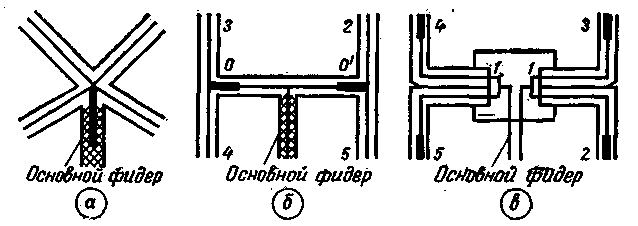 3 2 4 3
0 0' 1 1
4 5 5 2
Основной фидер Основной фидер Основной фидер
а б в